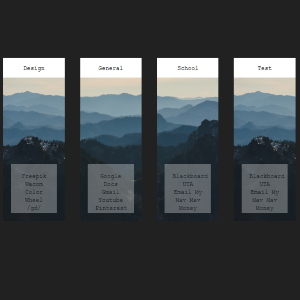 Design
Freepik
Wacom
Color
Wheel
/gd/
General
Google
Docs
Gmail
Youtube
Pinterest
School
Blackboard
UTA
Email My
Mav Mav
Money
Test
Blackboard
UTA
Email My
Mav Mav
Money